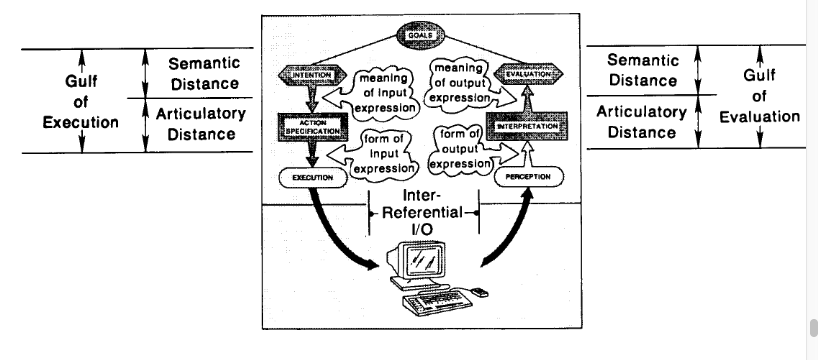 Gulf
of
Execution
Semantic
Distance
Articulatory
Distance
GOALS
INTENTION
meaning
of input
expression
ACTION
SPECIFICATION
form of
input
expression
EXECUTION
meaning
of output
expression
EVALUATION
INTERPRETATION
form of
output
expression
PERCEPTION
Inter-
Referential
I/O
Semantic
Distance
Articulatory
Distance
Gulf
of
Evaluation